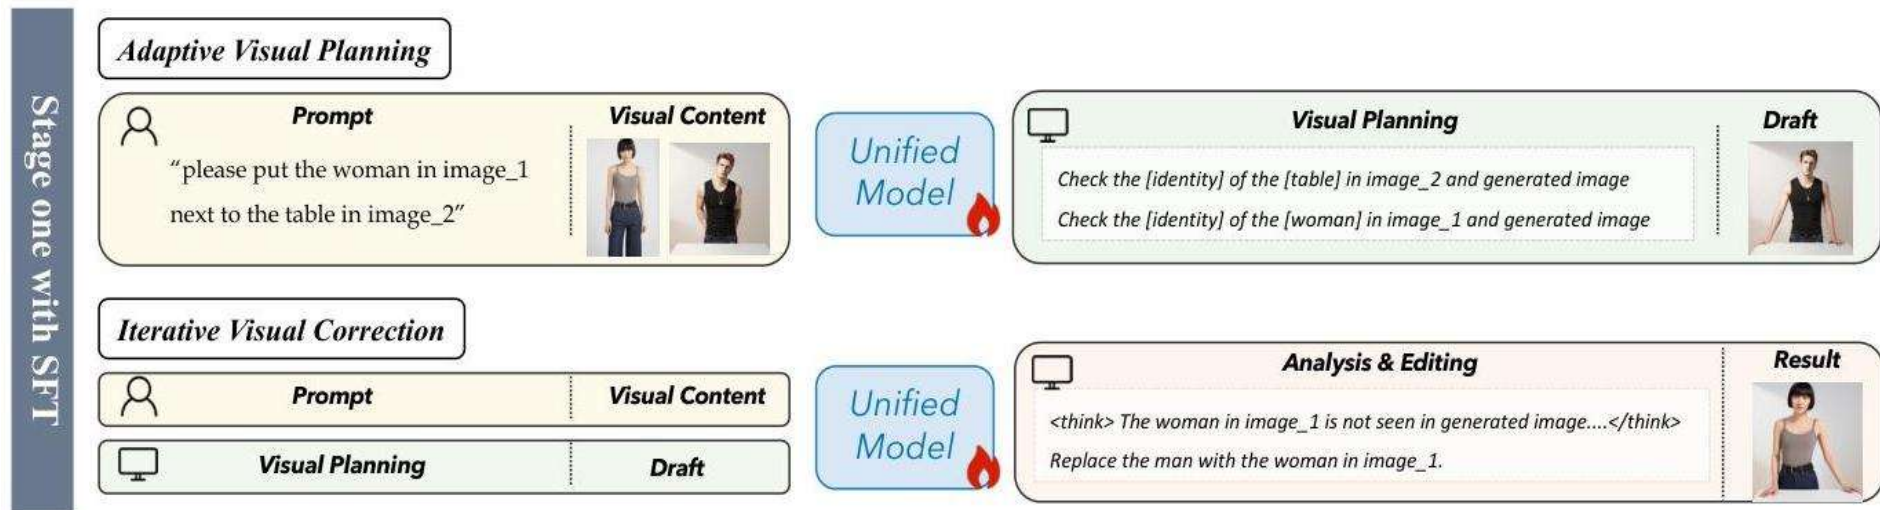 Stage one with SFT
Adaptive Visual Planning
Prompt
Visual Content
“please put the woman in image_1
next to the table in image_2”
Unified
Model
Visual Planning
Draft
Check the [identity] of the [table] in image_2 and generated image
Check the [identity] of the [woman] in image_1 and generated image
Iterative Visual Correction
Prompt
Visual Content
Visual Planning
Draft
Unified
Model
Analysis & Editing
Result
<think> The woman in image_1 is not seen in generated image....</think>
Replace the man with the woman in image_1.